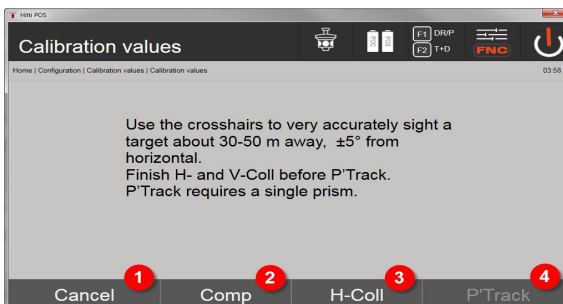 Hilti POS
Calibration values
POC
POS
F1 DR/P
F2 T+D
FNC
Home | Configuration | Calibration values | Calibration values
03:58
Use the crosshairs to very accurately sight a
target about 30-50 m away, ±5° from
horizontal.
Finish H- and V-Coll before P'Track.
P'Track requires a single prism.
1
2
3
4
Cancel
Comp
H-Coll
P'Track